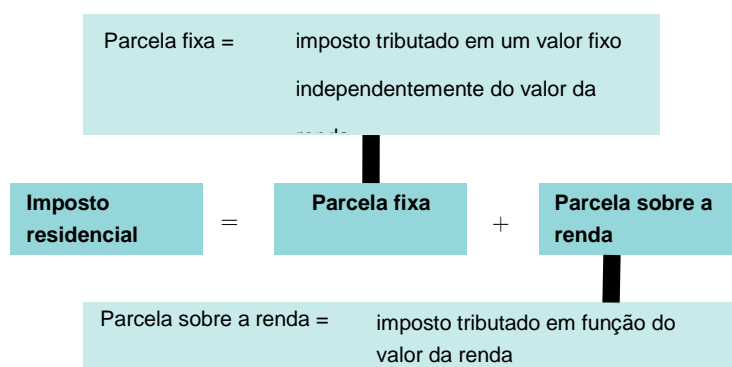 Parcela fixa = imposto tributado em um valor fixo
independentemente do valor da
Imposto residencial = Parcela fixa + Parcela sobre a renda
Parcela sobre a renda = imposto tributado em função do
valor da renda